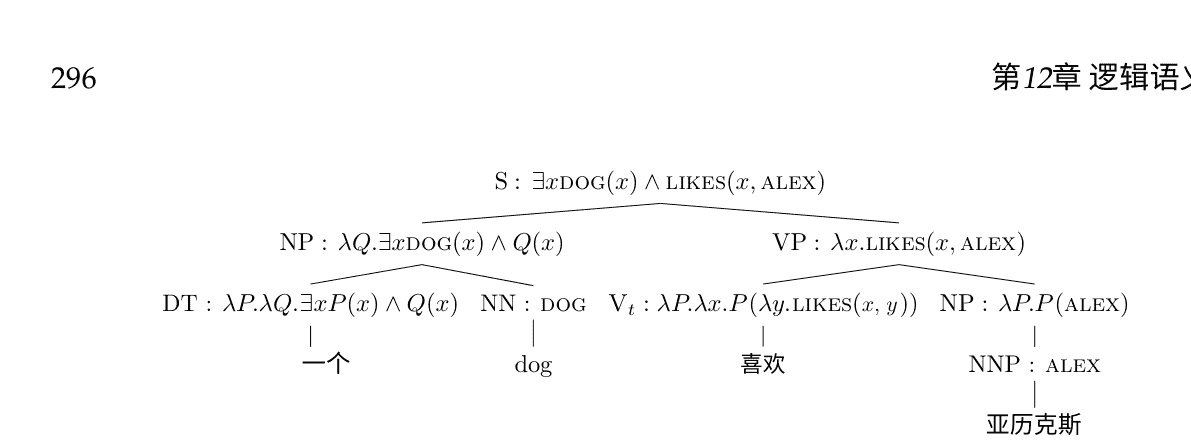 296 第12章 逻辑语
S : ∃xDOG(x) ∧ LIKES(x, ALEX)
NP : λQ.∃xDOG(x) ∧ Q(x) VP : λx.LIKES(x, ALEX)
DT : λP.λQ.∃xP(x) ∧ Q(x) NN : DOG Vₜ : λP.λx.P(λy.LIKES(x, y)) NP : λP.P(ALEX)
一个 dog 喜欢 NNP : ALEX
亚历克斯